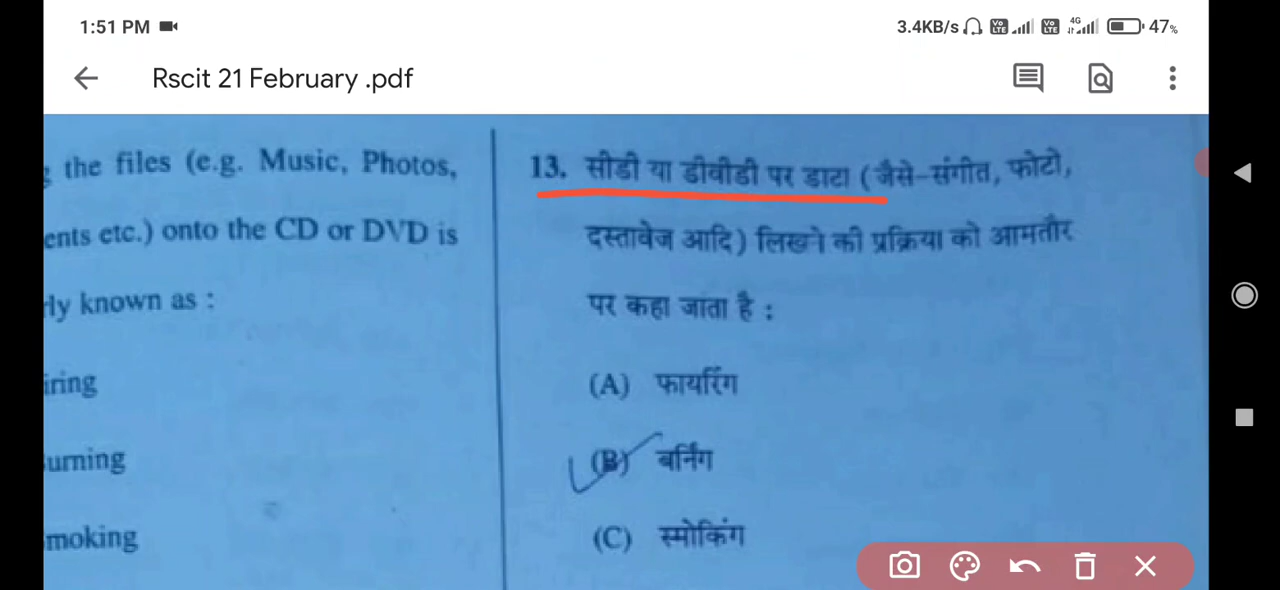 1:51 PM
3.4KB/s
4G
47%
Rscit 21 February .pdf
the files (e.g. Music, Photos,
ents etc.) onto the CD or DVD is
rly known as :
iring
urning
moking
13. सीडी या डीवीडी पर डाटा (जैसे-संगीत, फोटो,
दस्तावेज आदि) लिखने की प्रक्रिया को आमतौर
पर कहा जाता है :
(A) फायरिंग
(B) बर्निंग
(C) स्मोकिंग